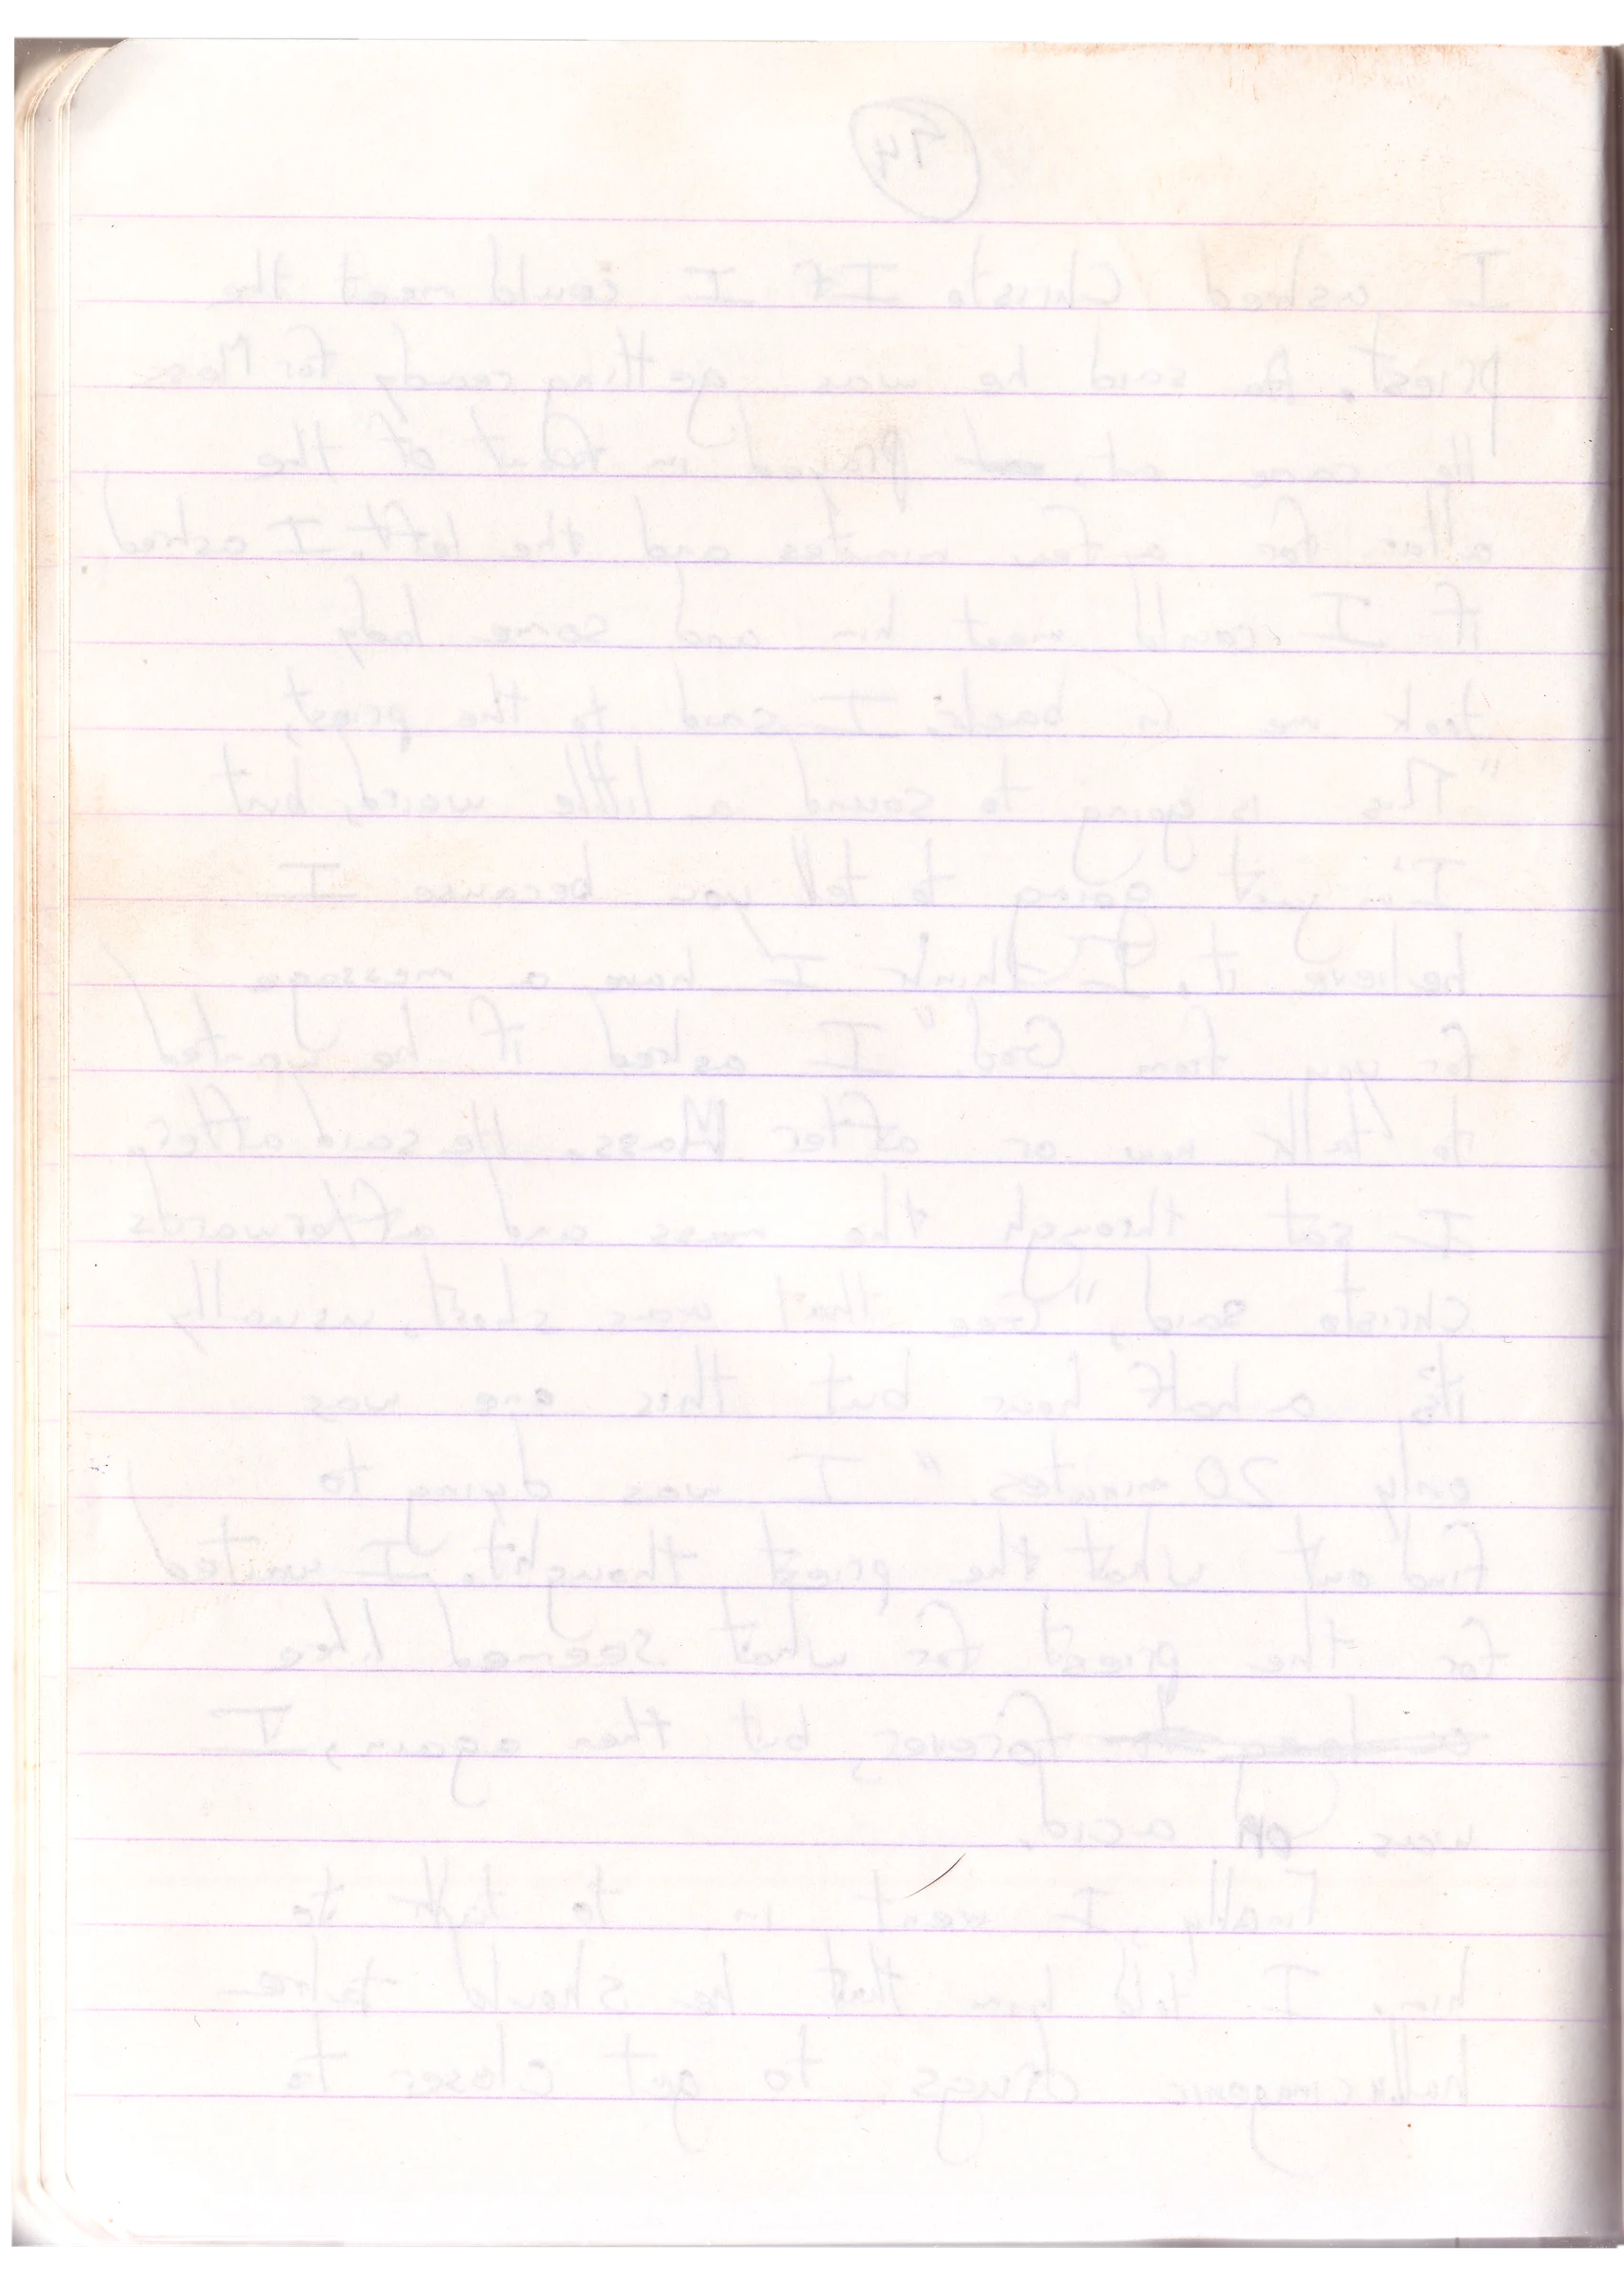 74
I asked Christo If I could meet the
priest. He said he was getting ready for Mass
He came out, and prayed in front of the
altar for a few minutes and the left. I asked
if I could meet him and some body
took me in back. I said to the priest,
"This is going to sound a little weird, but
I'm just going to tell you because I
believe it. I think I have a message
for you from God." I asked if he wanted
to talk now or after Mass. He said after,
I sat through the mass and afterwards
Christo said, "Gee that was short, usually
it's a half hour but this one was
only 20 minutes." I was dying to
find out what the priest thought. I waited
for the priest for what seemed like
forever, but then again, I
was on acid.
Finally I went in to talk to
him. I told him that he should take
hallucinogenic drugs to get closer to